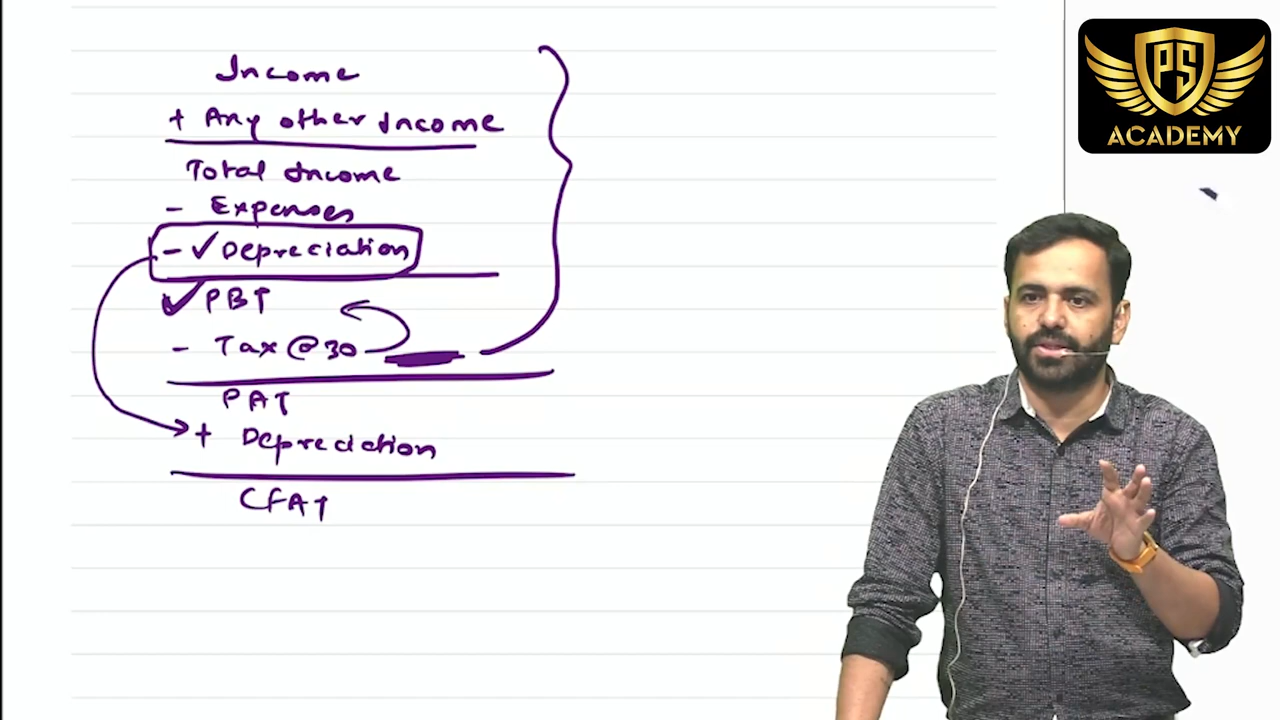 Income
+ Any other Income
Total Income
- Expenses
- ✓ Depreciation
✓ PBT
- Tax @ 30
PAT
+ Depreciation
CFAT
PS
ACADEMY